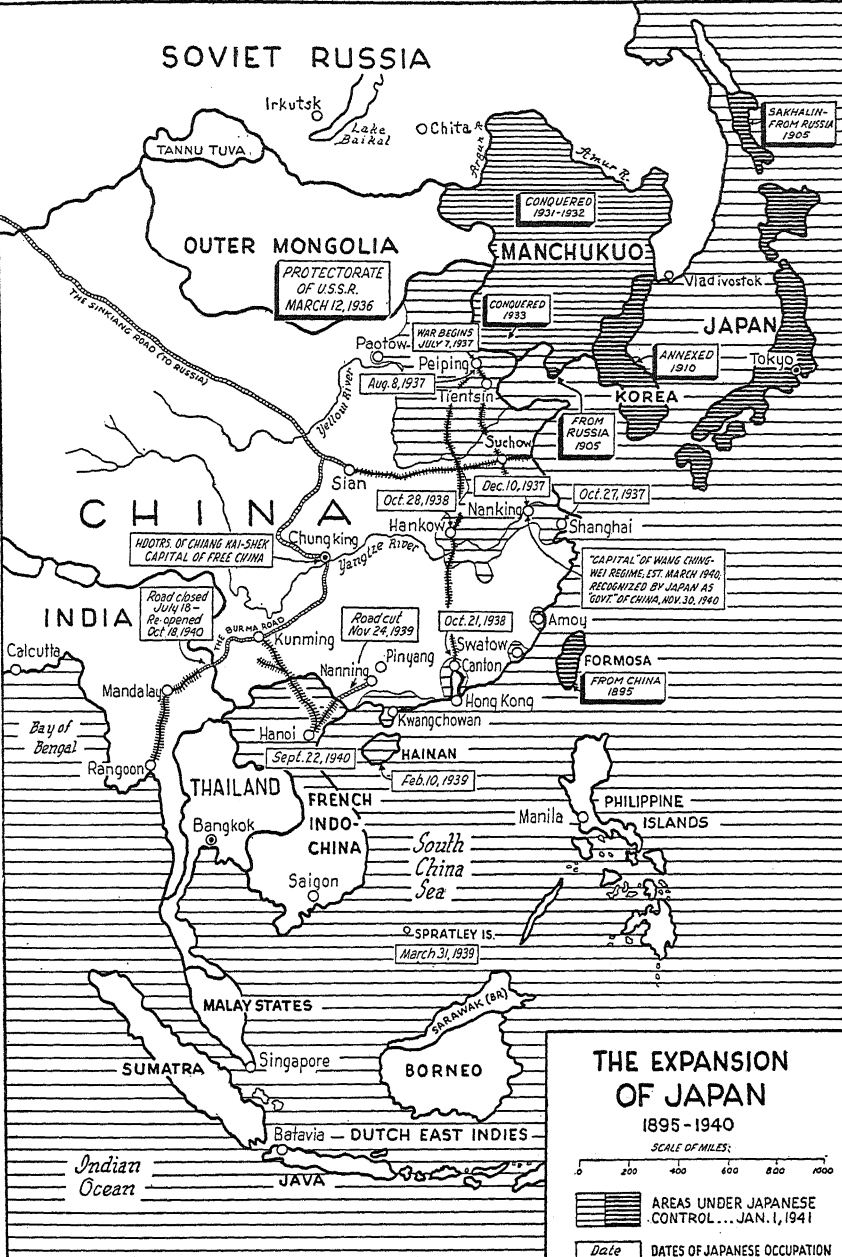 SOVIET RUSSIA
Irkutsk
Lake
Baikal
Chita
Argun R.
Amur R.
SAKHALIN-
FROM RUSSIA
1905
TANNU TUVA.
CONQUERED
1931-1932
OUTER MONGOLIA
MANCHUKUO
PROTECTORATE
OF U.S.S.R.
MARCH 12, 1936
Vladivostok
THE SINKIANG ROAD (TO RUSSIA)
CONQUERED
1933
WAR BEGINS
JULY 7, 1937
JAPAN
Paotow
Peiping
ANNEXED
1910
Tokyo
Aug. 8, 1937
Tientsin
KOREA
Yellow River
FROM
RUSSIA
1905
Suchow
Sian
Dec. 10, 1937
Oct. 27, 1937
Oct. 28, 1938
CHINA
Nanking
Shanghai
Hankow
HDQTRS. OF CHIANG KAI-SHEK
CAPITAL OF FREE CHINA
Chungking
Yangtze River
"CAPITAL" OF WANG CHING-
WEI REGIME, EST. MARCH 1940,
RECOGNIZED BY JAPAN AS
"GOVT." OF CHINA, NOV. 30, 1940
Road closed
July 18-
Re-opened
Oct. 18, 1940
INDIA
THE BURMA ROAD
Road cut
Nov 24, 1939
Oct. 21, 1938
Amoy
Kunming
Calcutta
Pinyang
Swatow
Nanning
Canton
FORMOSA
FROM CHINA
1895
Mandalay
Hong Kong
Kwangchowan
Bay of
Bengal
Hanoi
Sept. 22, 1940
HAINAN
Feb. 10, 1939
Rangoon
THAILAND
FRENCH
INDO-
CHINA
PHILIPPINE
ISLANDS
Manila
Bangkok
South
China
Sea
Saigon
SPRATLEY IS.
March 31, 1939
MALAY STATES
SARAWAK (BR)
SUMATRA
Singapore
BORNEO
Batavia
DUTCH EAST INDIES
Indian
Ocean
JAVA
THE EXPANSION
OF JAPAN
1895-1940
SCALE OF MILES:
0 200 400 600 800 1000
AREAS UNDER JAPANESE
CONTROL... JAN. 1, 1941
Date
DATES OF JAPANESE OCCUPATION